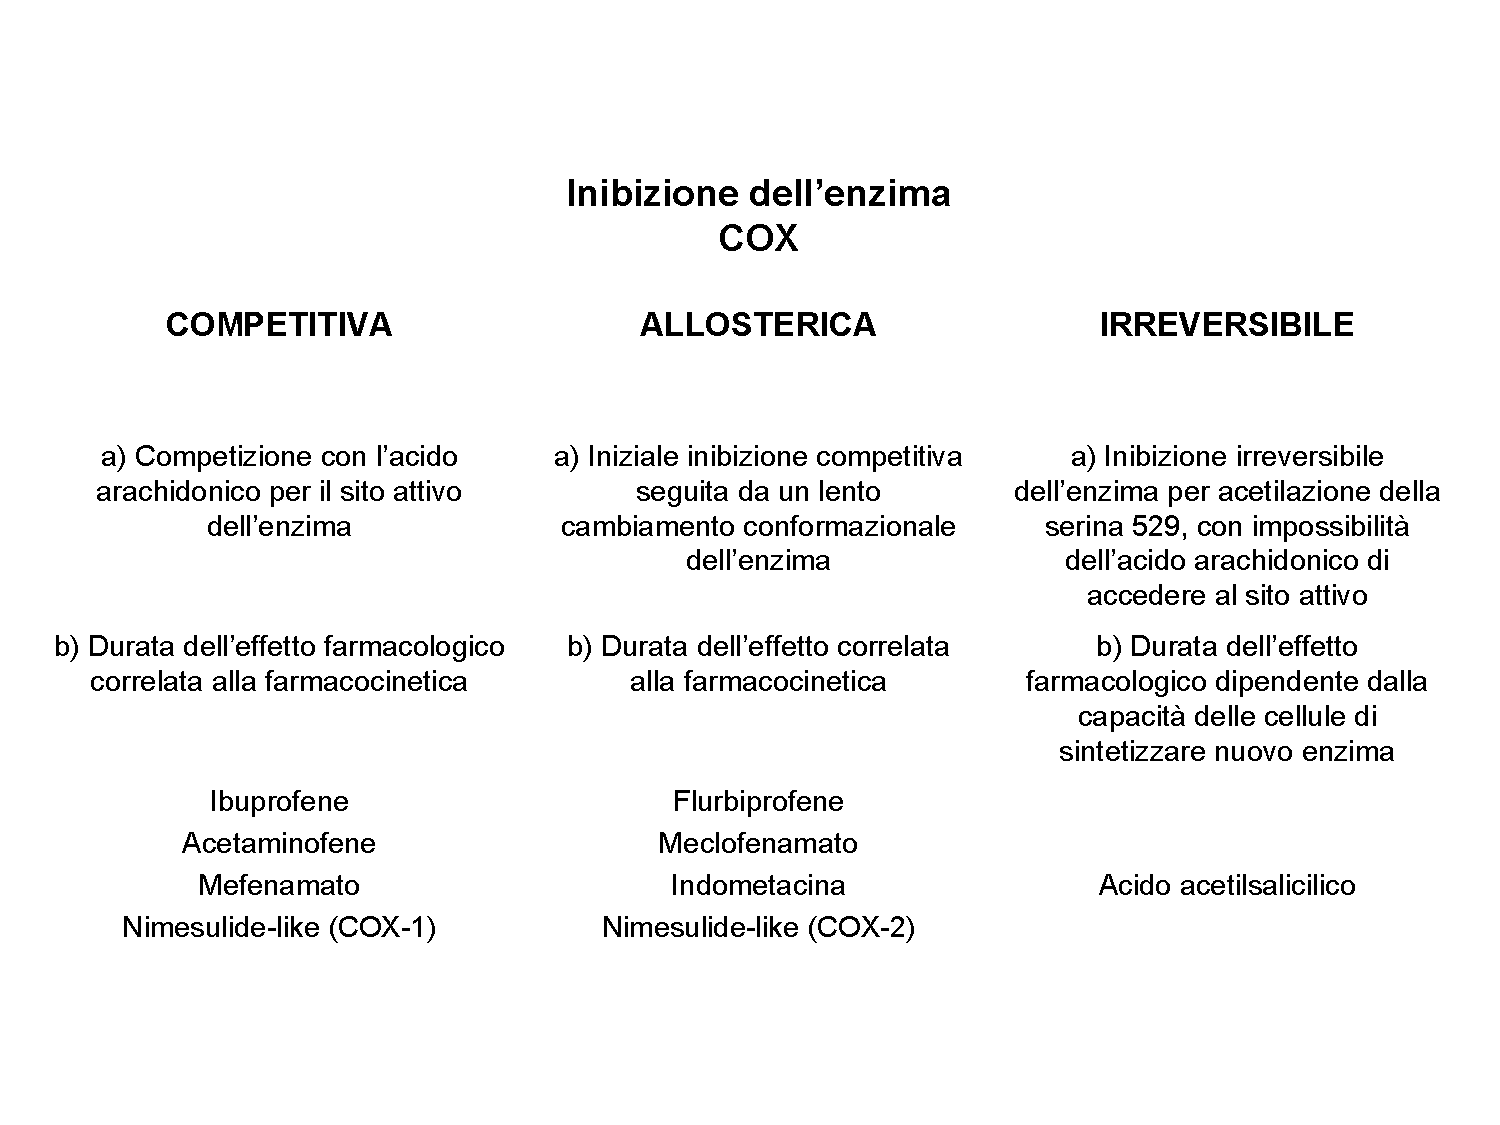 Inibizione dell’enzima
COX
COMPETITIVA
ALLOSTERICA
IRREVERSIBILE
a) Competizione con l’acido
arachidonico per il sito attivo
dell’enzima
a) Iniziale inibizione competitiva
seguita da un lento
cambiamento conformazionale
dell’enzima
a) Inibizione irreversibile
dell’enzima per acetilazione della
serina 529, con impossibilità
dell’acido arachidonico di
accedere al sito attivo
b) Durata dell’effetto farmacologico
correlata alla farmacocinetica
b) Durata dell’effetto correlata
alla farmacocinetica
b) Durata dell’effetto
farmacologico dipendente dalla
capacità delle cellule di
sintetizzare nuovo enzima
Ibuprofene
Acetaminofene
Mefenamato
Nimesulide-like (COX-1)
Flurbiprofene
Meclofenamato
Indometacina
Nimesulide-like (COX-2)
Acido acetilsalicilico